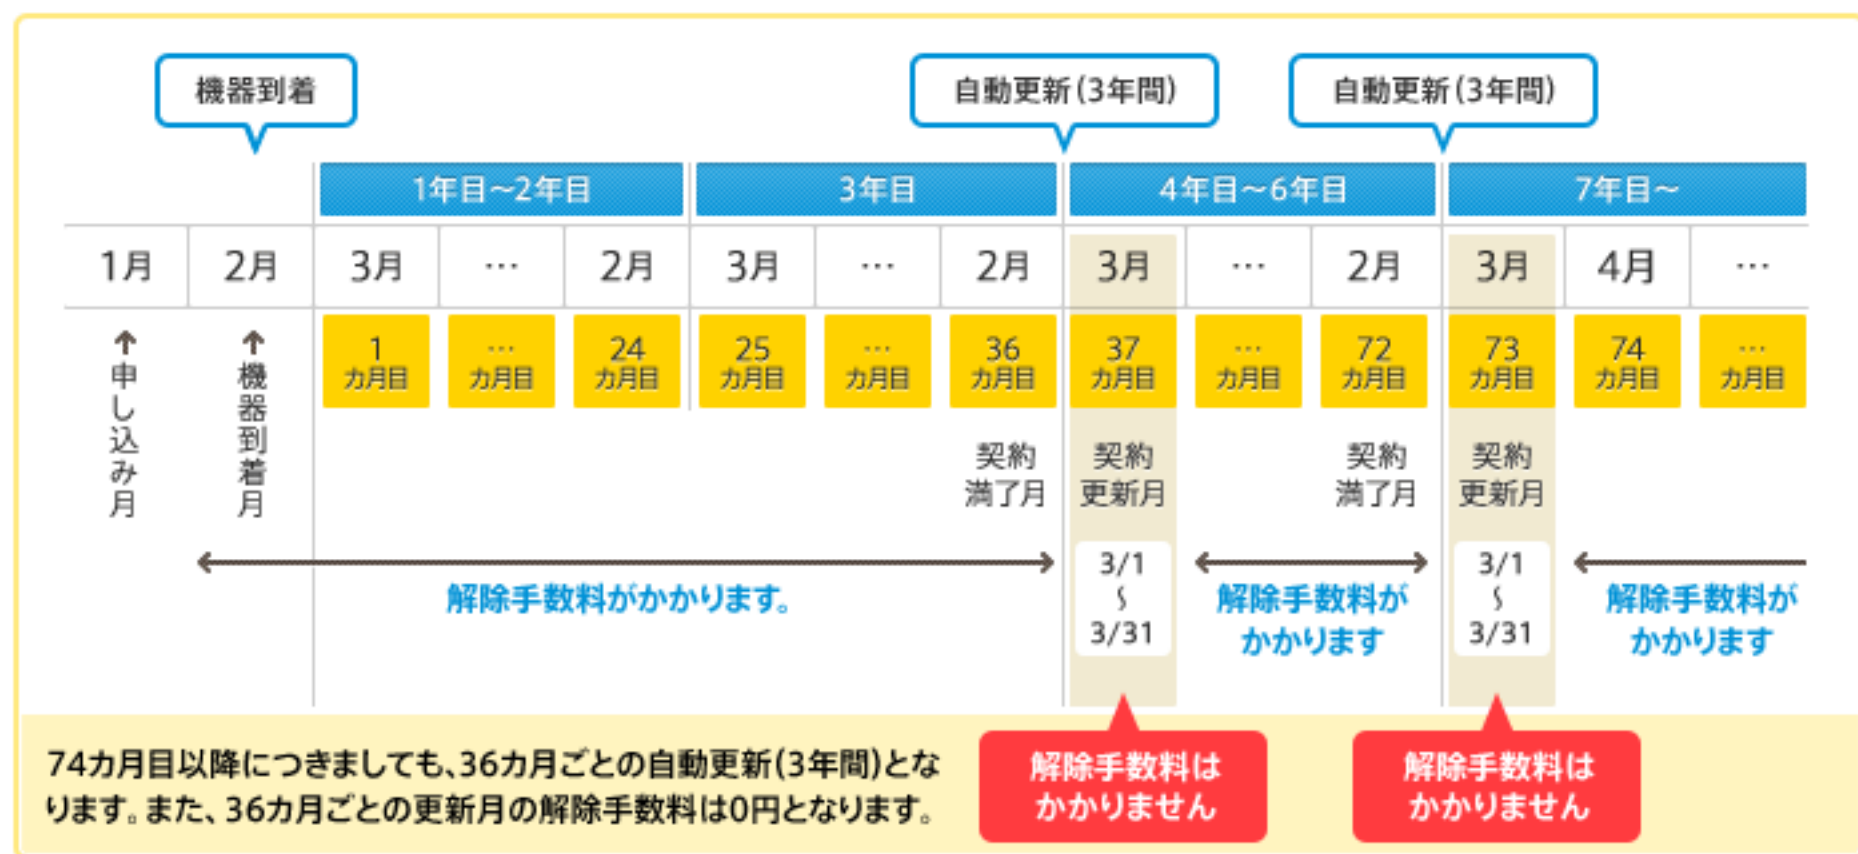 機器到着
自動更新(3年間)
自動更新(3年間)
1年目～2年目
3年目
4年目～6年目
7年目～
1月
2月
3月
…
2月
3月
…
2月
3月
…
2月
3月
4月
…
1
カ月目
…
カ月目
24
カ月目
25
カ月目
…
カ月目
36
カ月目
37
カ月目
…
カ月目
72
カ月目
73
カ月目
74
カ月目
…
カ月目
↑申し込み月
↑機器到着月
契約
満了月
契約
更新月
契約
満了月
契約
更新月
解除手数料がかかります。
3/1
〜
3/31
解除手数料が
かかります
3/1
〜
3/31
解除手数料が
かかります
74カ月目以降につきましても、36カ月ごとの自動更新(3年間)とな
ります。また、36カ月ごとの更新月の解除手数料は0円となります。
解除手数料は
かかりません
解除手数料は
かかりません